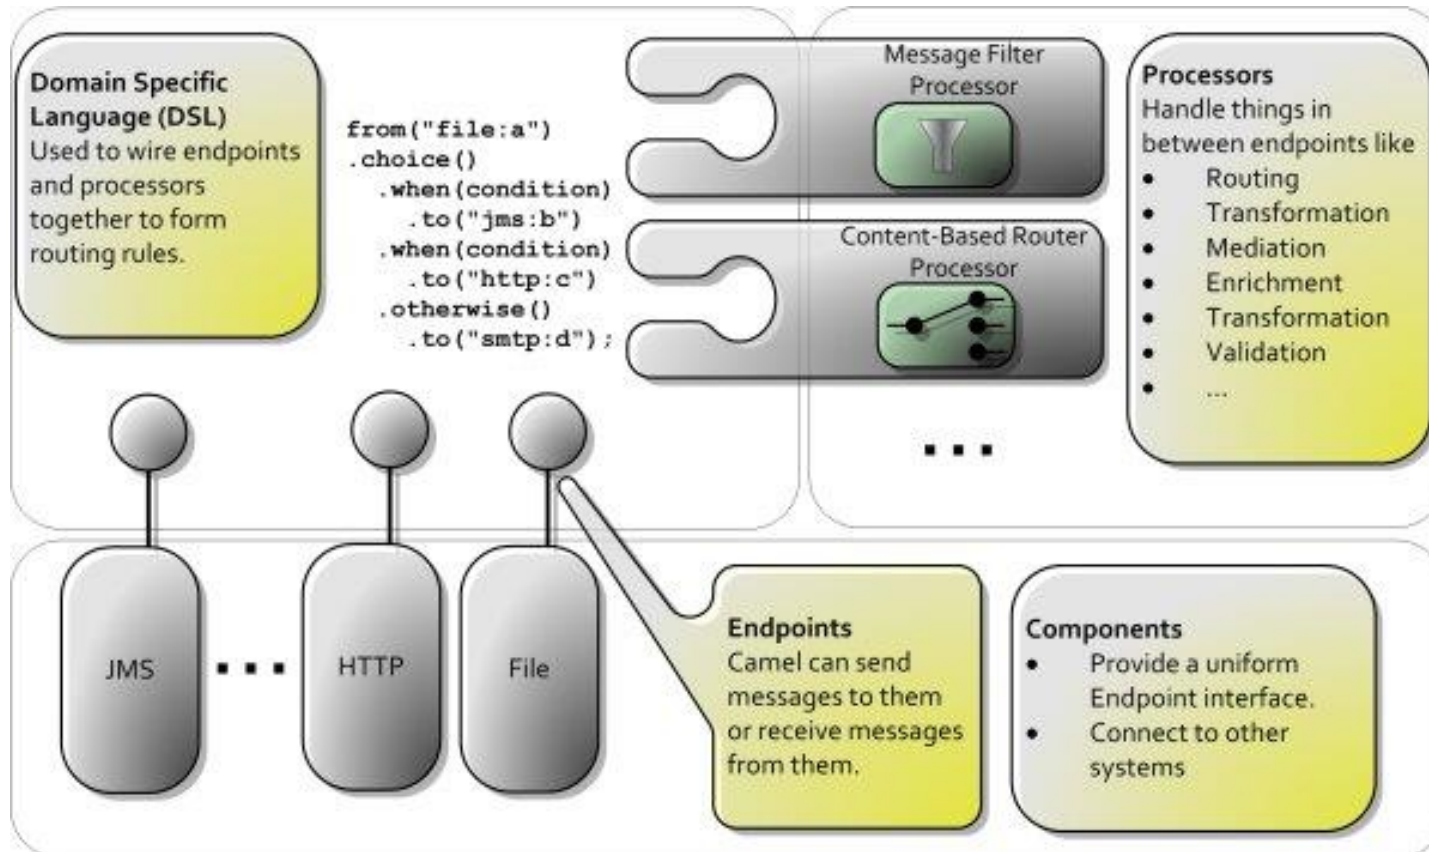 Domain Specific
Language (DSL)
Used to wire endpoints
and processors
together to form
routing rules.
from("file:a")
.choice()
.when(condition)
.to("jms:b")
.when(condition)
.to("http:c")
.otherwise()
.to("smtp:d");
Message Filter
Processor
Content-Based Router
Processor
...
Processors
Handle things in
between endpoints like
• Routing
• Transformation
• Mediation
• Enrichment
• Transformation
• Validation
• ...
JMS
...
HTTP
File
Endpoints
Camel can send
messages to them
or receive messages
from them.
Components
• Provide a uniform
Endpoint interface.
• Connect to other
systems